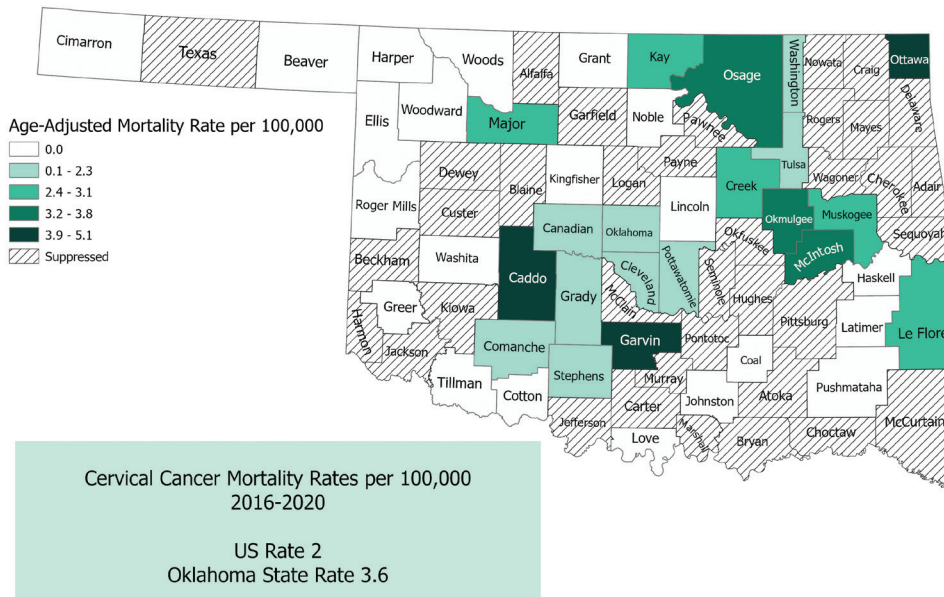 Cimarron
Texas
Beaver
Harper
Woods
Alfalfa
Grant
Kay
Osage
Washington
Nowata
Craig
Ottawa
Delaware
Ellis
Woodward
Major
Garfield
Noble
Pawnee
Rogers
Mayes
Age-Adjusted Mortality Rate per 100,000
0.0
0.1 - 2.3
2.4 - 3.1
3.2 - 3.8
3.9 - 5.1
Suppressed
Dewey
Blaine
Kingfisher
Logan
Payne
Creek
Tulsa
Wagoner
Cherokee
Adair
Roger Mills
Custer
Canadian
Oklahoma
Lincoln
Okfuskee
Okmulgee
Muskogee
McIntosh
Sequoyah
Beckham
Washita
Caddo
Grady
Cleveland
Pottawatomie
Seminole
Hughes
Haskell
Greer
Kiowa
McClain
Pittsburg
Latimer
Le Flore
Harmon
Jackson
Comanche
Stephens
Garvin
Pontotoc
Coal
Tillman
Cotton
Murray
Johnston
Atoka
Pushmataha
McCurtain
Jefferson
Carter
Love
Marshall
Bryan
Choctaw
Cervical Cancer Mortality Rates per 100,000
2016-2020
US Rate 2
Oklahoma State Rate 3.6